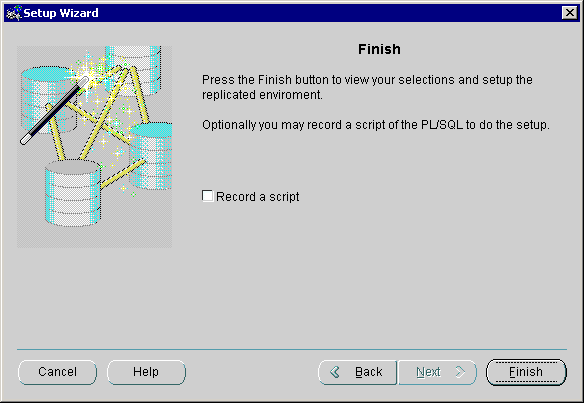 Setup Wizard
Finish
Press the Finish button to view your selections and setup the
replicated enviroment.
Optionally you may record a script of the PL/SQL to do the setup.
Record a script
Cancel
Help
Back
Next
Finish